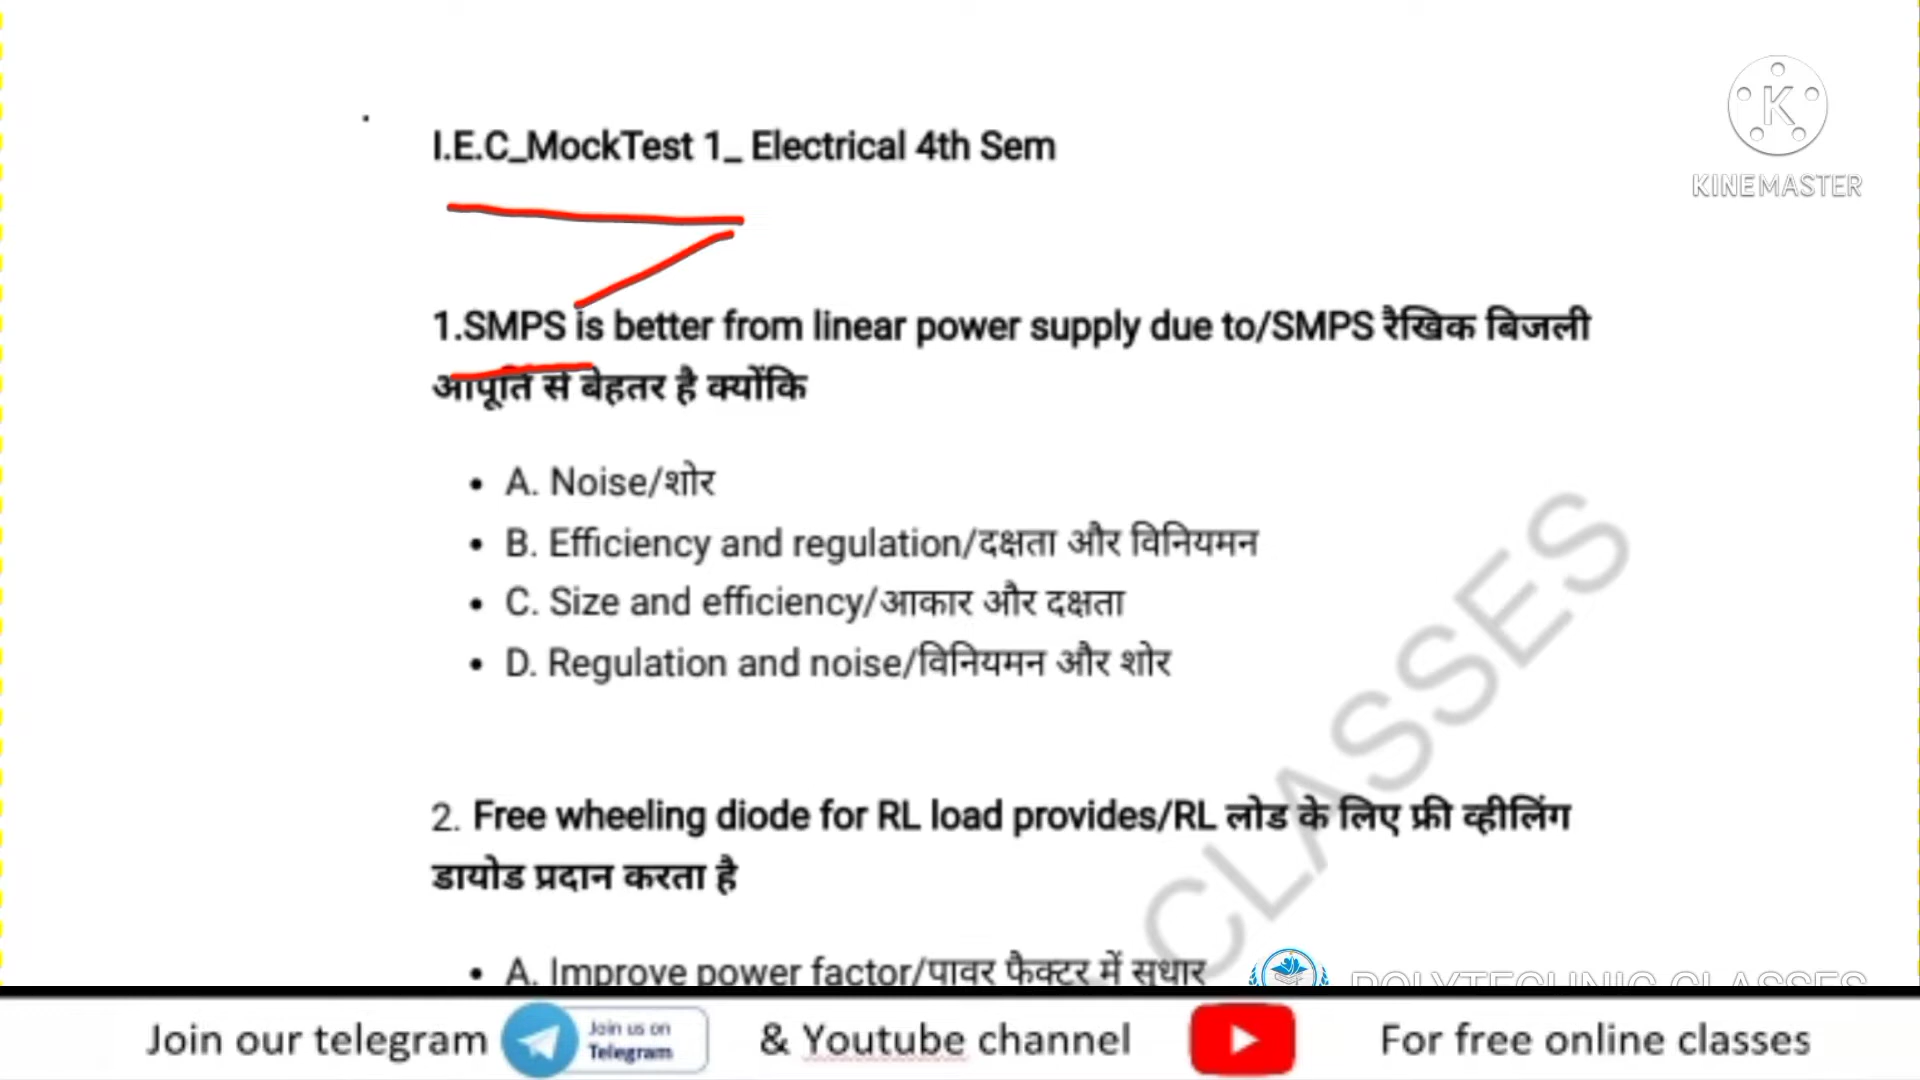 KINEMASTER
I.E.C_MockTest 1_ Electrical 4th Sem
1.SMPS is better from linear power supply due to/SMPS रैखिक बिजली
आपूर्ति से बेहतर है क्योंकि
A. Noise/शोर
B. Efficiency and regulation/दक्षता और विनियमन
C. Size and efficiency/आकार और दक्षता
D. Regulation and noise/विनियमन और शोर
2. Free wheeling diode for RL load provides/RL लोड के लिए फ्री व्हीलिंग
डायोड प्रदान करता है
A. Improve power factor/पावर फैक्टर में सुधार
CLASSES
POLYTECHNIC CLASSES
Join our telegram Join us on Telegram & Youtube channel For free online classes